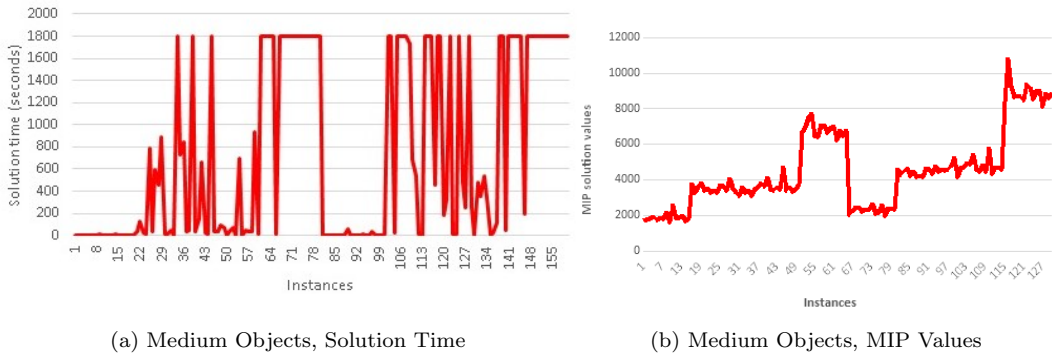 2000
1800
1600
1400
1200
1000
800
600
400
200
0
Solution time (seconds)
1 8 15 22 29 36 43 50 57 64 71 78 85 92 99 106 113 120 127 134 141 148 155
Instances
(a) Medium Objects, Solution Time
12000
10000
8000
6000
4000
2000
0
MIP solution values
1 7 13 19 25 31 37 43 49 55 61 67 73 79 85 91 97 103 109 115 121 127
Instances
(b) Medium Objects, MIP Values